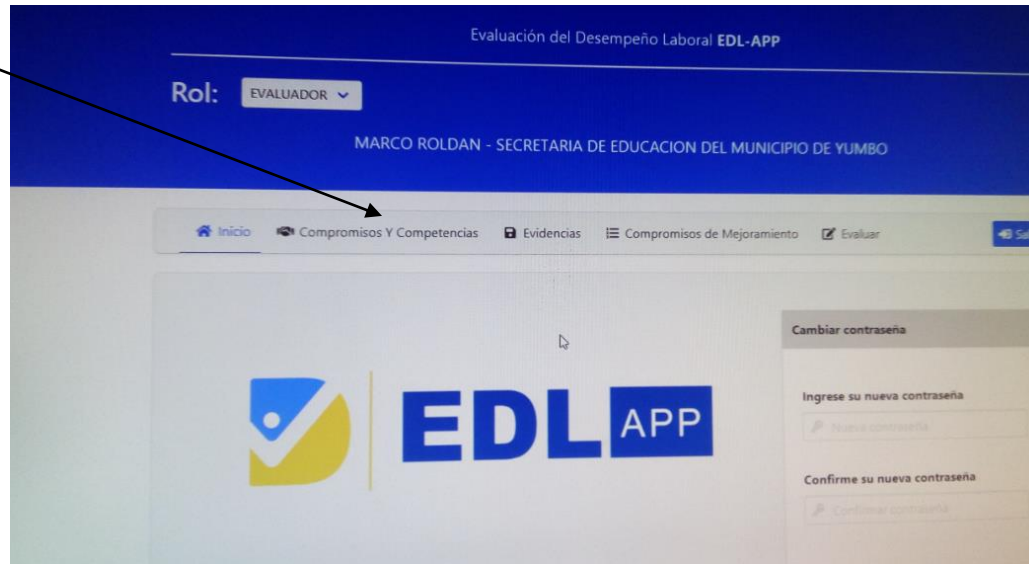 Evaluación del Desempeño Laboral EDL-APP
Rol: EVALUADOR
MARCO ROLDAN - SECRETARIA DE EDUCACION DEL MUNICIPIO DE YUMBO
Inicio Compromisos Y Competencias Evidencias Compromisos de Mejoramiento Evaluar
EDL APP
Cambiar contraseña
Ingrese su nueva contraseña
Nueva contraseña
Confirme su nueva contraseña
Confirmar contraseña